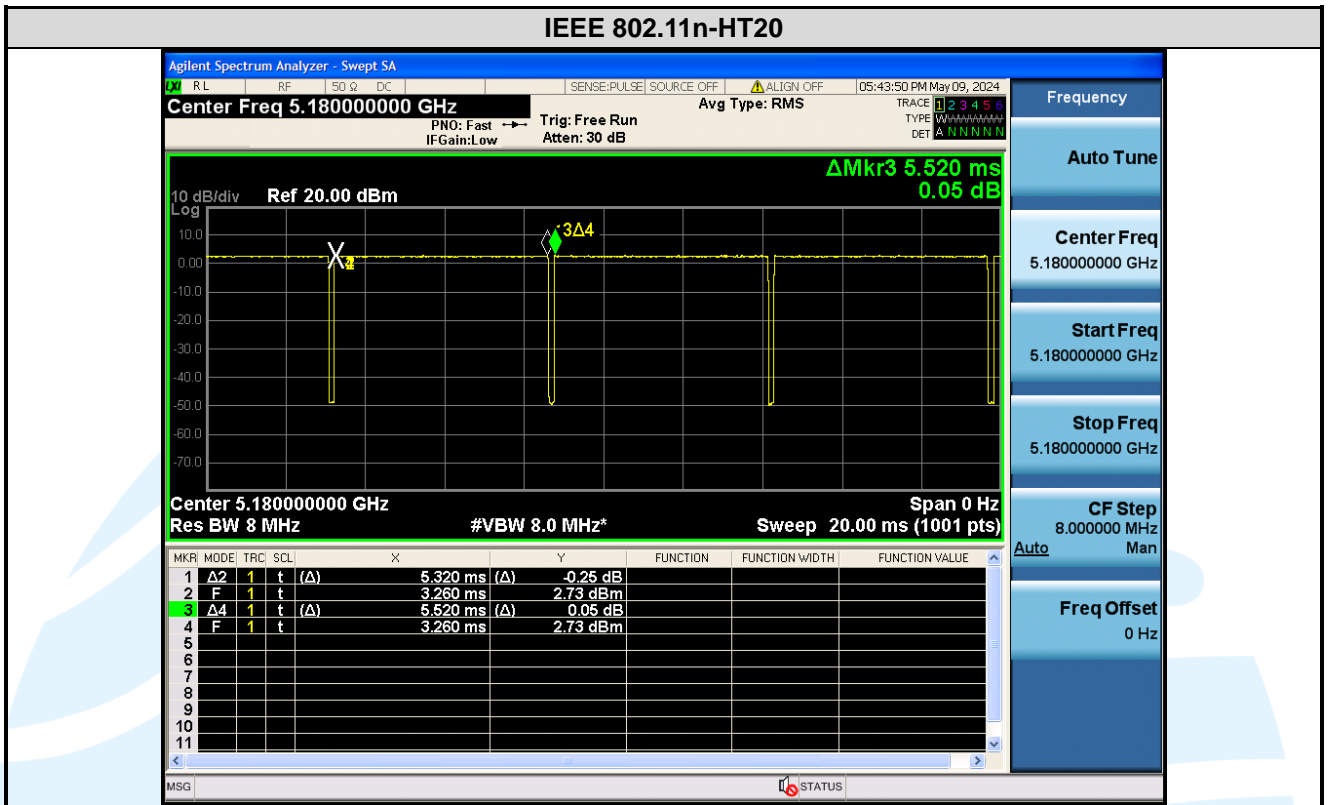 IEEE 802.11n-HT20
Agilent Spectrum Analyzer - Swept SA
LXI RL RF 50 Ω DC SENSE:PULSE SOURCE OFF ALIGN OFF 05:43:50 PM May 09, 2024
Center Freq 5.180000000 GHz Avg Type: RMS TRACE 1 2 3 4 5 6
PNO: Fast Trig: Free Run TYPE
IFGain:Low Atten: 30 dB DET A N N N N N
ΔMkr3 5.520 ms
10 dB/div Ref 20.00 dBm 0.05 dB
Log
10.0
3Δ4
0.00
-10.0
-20.0
-30.0
-40.0
-50.0
-60.0
-70.0
Center 5.180000000 GHz Span 0 Hz
Res BW 8 MHz #VBW 8.0 MHz* Sweep 20.00 ms (1001 pts)
MKR MODE TRC SCL X Y FUNCTION FUNCTION WIDTH FUNCTION VALUE
1 Δ2 1 t (Δ) 5.320 ms (Δ) -0.25 dB
2 F 1 t 3.260 ms 2.73 dBm
3 Δ4 1 t (Δ) 5.520 ms (Δ) 0.05 dB
4 F 1 t 3.260 ms 2.73 dBm
5
6
7
8
9
10
11
MSG STATUS
Frequency
Auto Tune
Center Freq
5.180000000 GHz
Start Freq
5.180000000 GHz
Stop Freq
5.180000000 GHz
CF Step
8.000000 MHz
Auto Man
Freq Offset
0 Hz